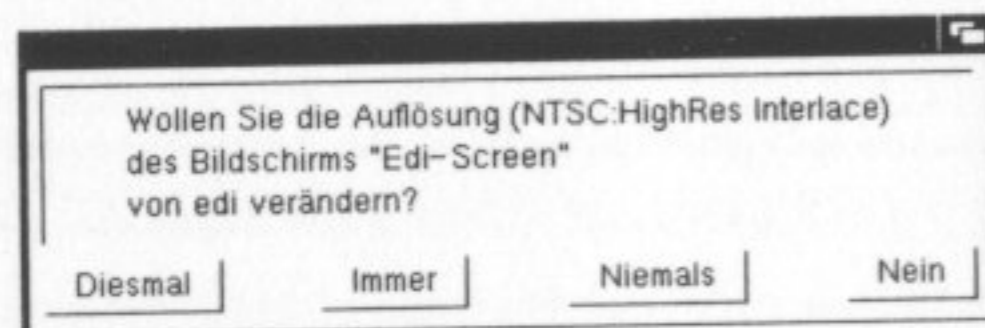 Wollen Sie die Auflösung (NTSC:HighRes Interlace)
des Bildschirms "Edi-Screen"
von edi verändern?
Diesmal Immer Niemals Nein